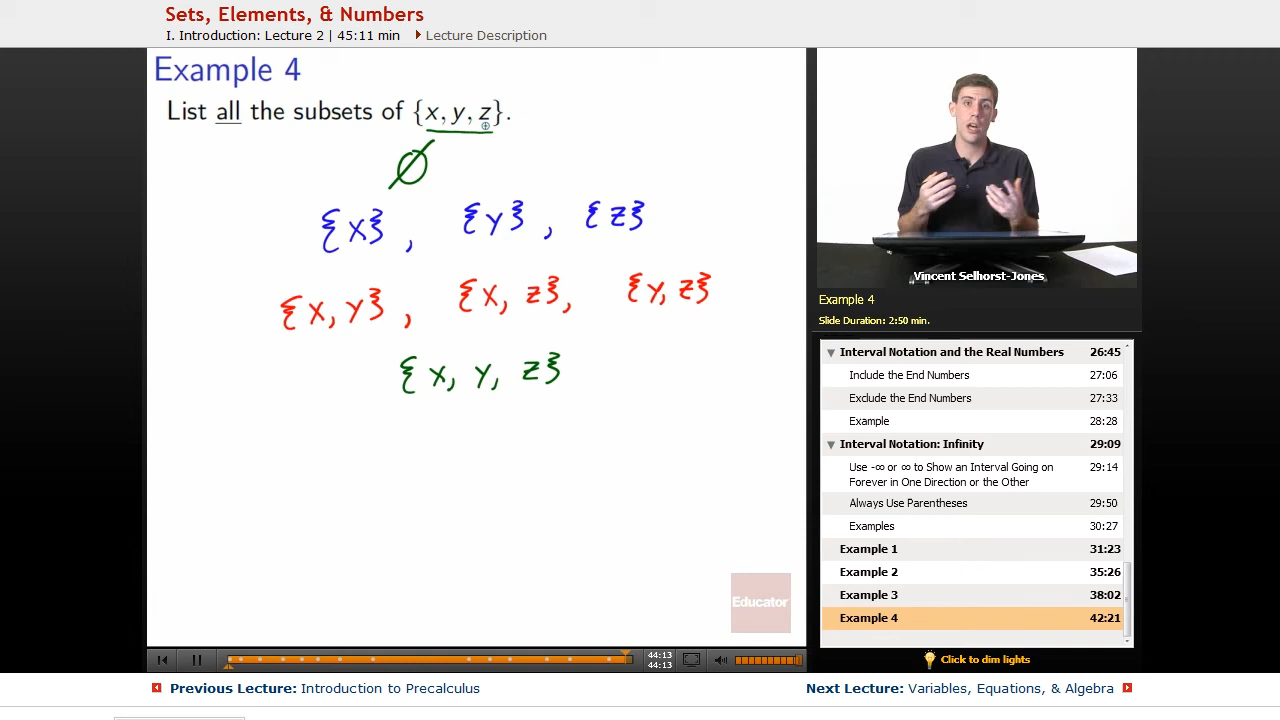 Sets, Elements, & Numbers
I. Introduction: Lecture 2 | 45:11 min Lecture Description
Example 4
List all the subsets of {x, y, z}.
∅
{x}, {y}, {z}
{x, y}, {x, z}, {y, z}
{x, y, z}
Educator
Vincent Selhorst-Jones
Example 4
Slide Duration: 2:50 min.
Interval Notation and the Real Numbers 26:45
Include the End Numbers 27:06
Exclude the End Numbers 27:33
Example 28:28
Interval Notation: Infinity 29:09
Use -∞ or ∞ to Show an Interval Going on 29:14
Forever in One Direction or the Other
Always Use Parentheses 29:50
Examples 30:27
Example 1 31:23
Example 2 35:26
Example 3 38:02
Example 4 42:21
44:13
44:13
Click to dim lights
Previous Lecture: Introduction to Precalculus
Next Lecture: Variables, Equations, & Algebra